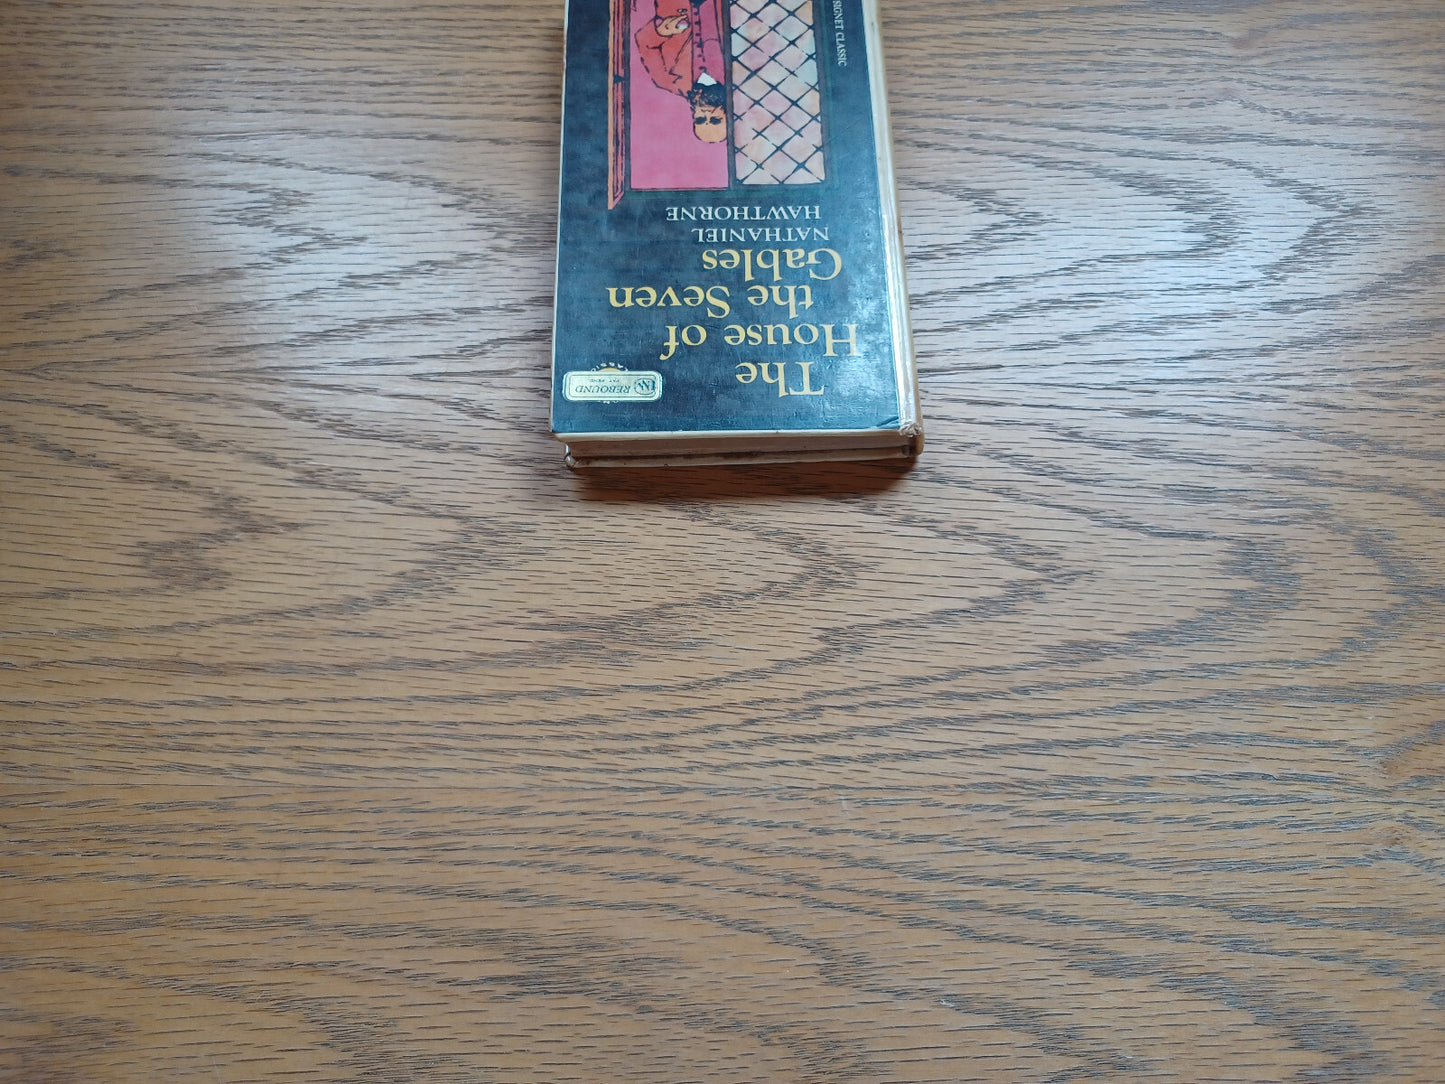 The
House of
the Seven
Gables
NATHANIEL
HAWTHORNE
SIGNET CLASSIC
REBOUND